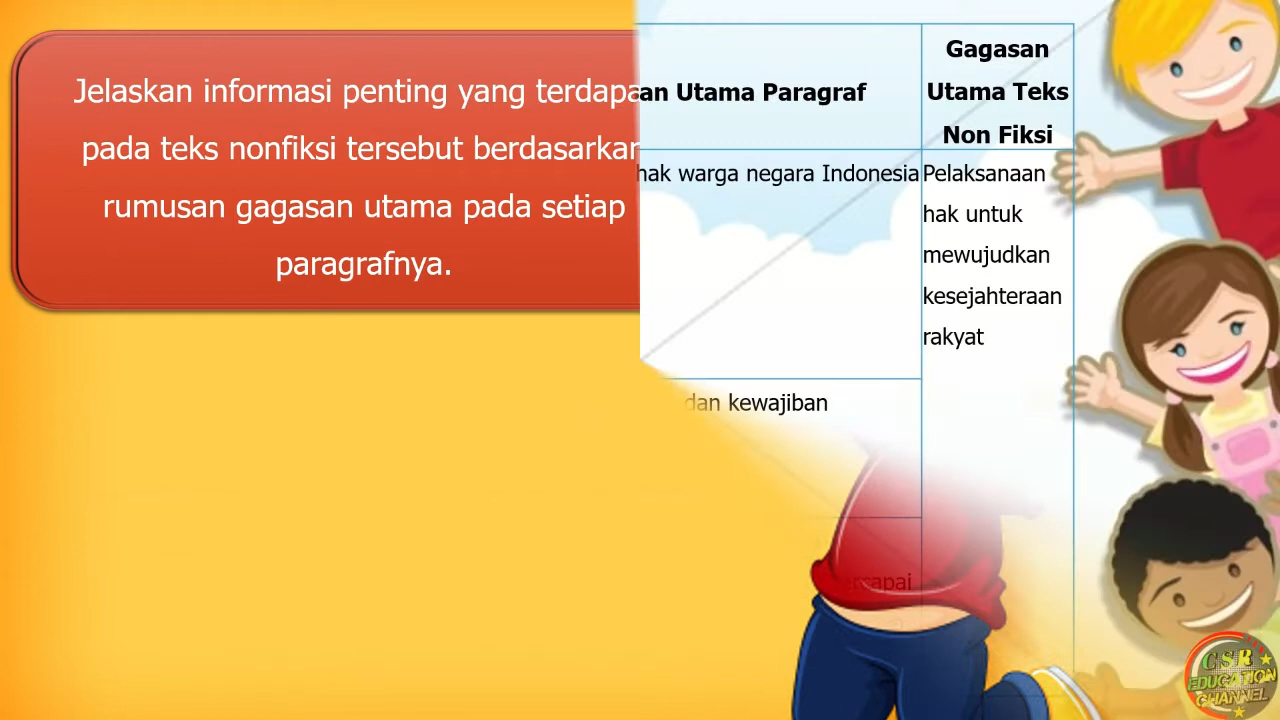 Jelaskan informasi penting yang terdapa
pada teks nonfiksi tersebut berdasarkan
rumusan gagasan utama pada setiap
paragrafnya.
an Utama Paragraf
Gagasan
Utama Teks
Non Fiksi
hak warga negara Indonesia
Pelaksanaan
hak untuk
mewujudkan
kesejahteraan
rakyat
dan kewajiban
ercapai
CSR
EDUCATION
CHANNEL